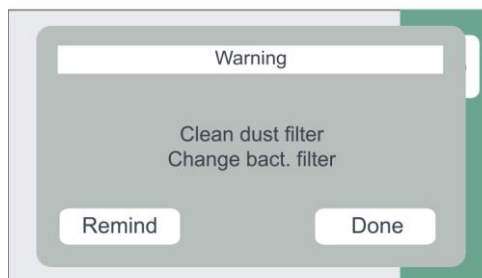 Warning
Clean dust filter
Change bact. filter
Remind
Done